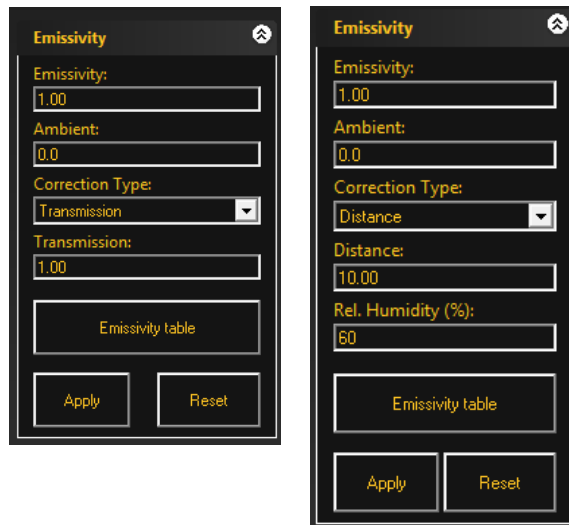 Emissivity
Emissivity:
1.00
Ambient:
0.0
Correction Type:
Transmission
Transmission:
1.00
Emissivity table
Apply Reset
Emissivity
Emissivity:
1.00
Ambient:
0.0
Correction Type:
Distance
Distance:
10.00
Rel. Humidity (%):
60
Emissivity table
Apply Reset